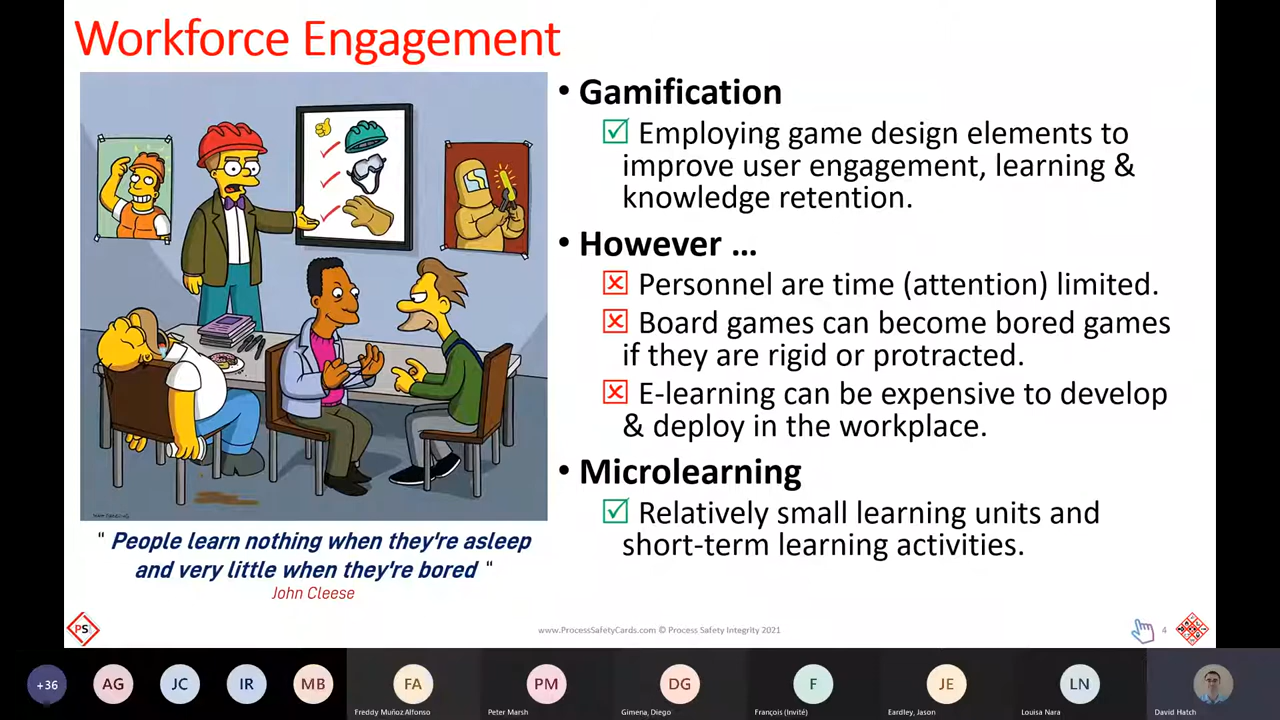 Workforce Engagement
• Gamification
Employing game design elements to
improve user engagement, learning &
knowledge retention.
• However ...
Personnel are time (attention) limited.
Board games can become bored games
if they are rigid or protracted.
E-learning can be expensive to develop
& deploy in the workplace.
• Microlearning
Relatively small learning units and
short-term learning activities.
" People learn nothing when they're asleep
and very little when they're bored "
John Cleese
PS
www.ProcessSafetyCards.com © Process Safety Integrity 2021
4
+36
AG
JC
IR
MB
FA
PM
DG
F
JE
LN
Freddy Muñoz Alfonso
Peter Marsh
Gimena, Diego
François (Invité)
Eardley, Jason
Louisa Nara
David Hatch